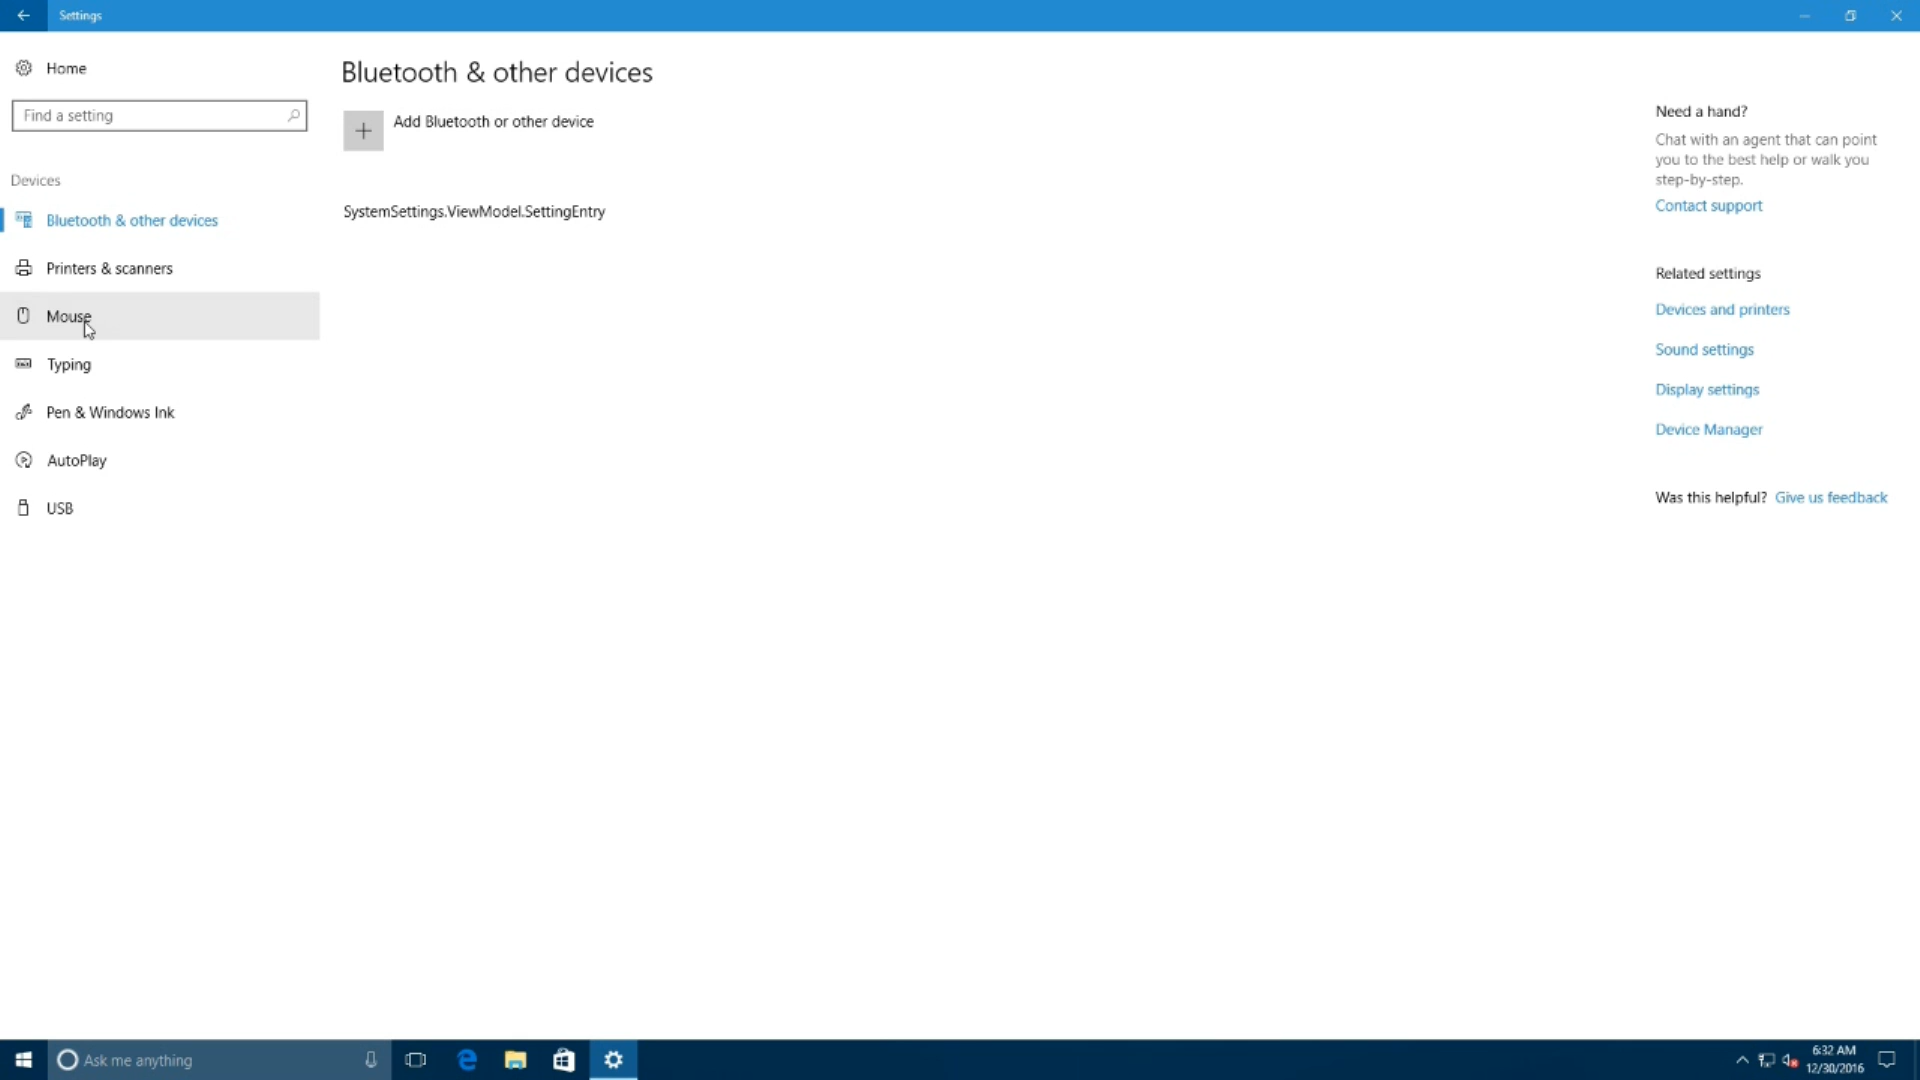 Settings
Home
Find a setting
Devices
Bluetooth & other devices
Printers & scanners
Mouse
Typing
Pen & Windows Ink
AutoPlay
USB
Bluetooth & other devices
Add Bluetooth or other device
SystemSettings.ViewModel.SettingEntry
Need a hand?
Chat with an agent that can point
you to the best help or walk you
step-by-step.
Contact support
Related settings
Devices and printers
Sound settings
Display settings
Device Manager
Was this helpful? Give us feedback
Ask me anything
6:32 AM
12/30/2016